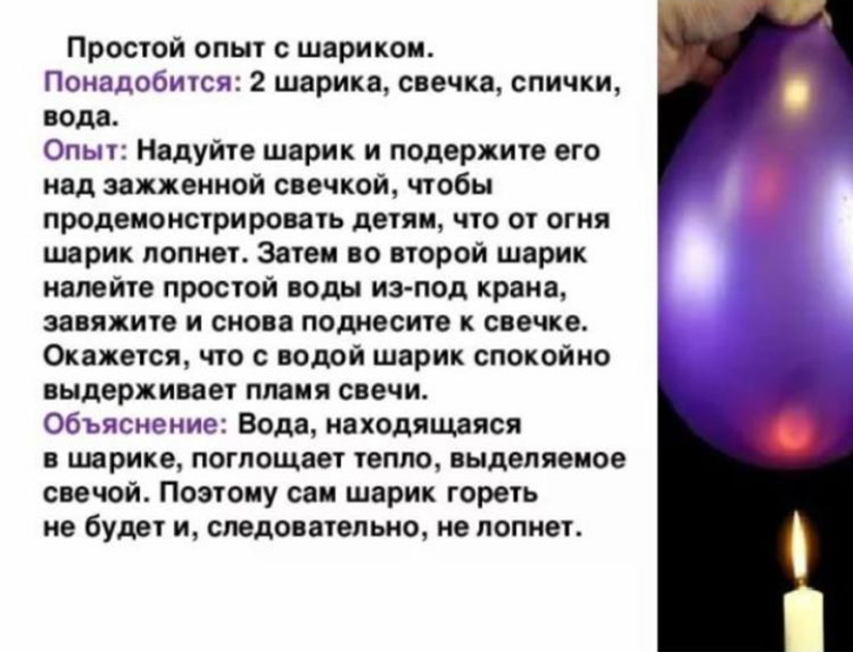 Простой опыт с шариком.
Понадобится: 2 шарика, свечка, спички,
вода.
Опыт: Надуйте шарик и подержите его
над зажженной свечкой, чтобы
продемонстрировать детям, что от огня
шарик лопнет. Затем во второй шарик
налейте простой воды из-под крана,
завяжите и снова поднесите к свечке.
Окажется, что с водой шарик спокойно
выдерживает пламя свечи.
Объяснение: Вода, находящаяся
в шарике, поглощает тепло, выделяемое
свечой. Поэтому сам шарик гореть
не будет и, следовательно, не лопнет.